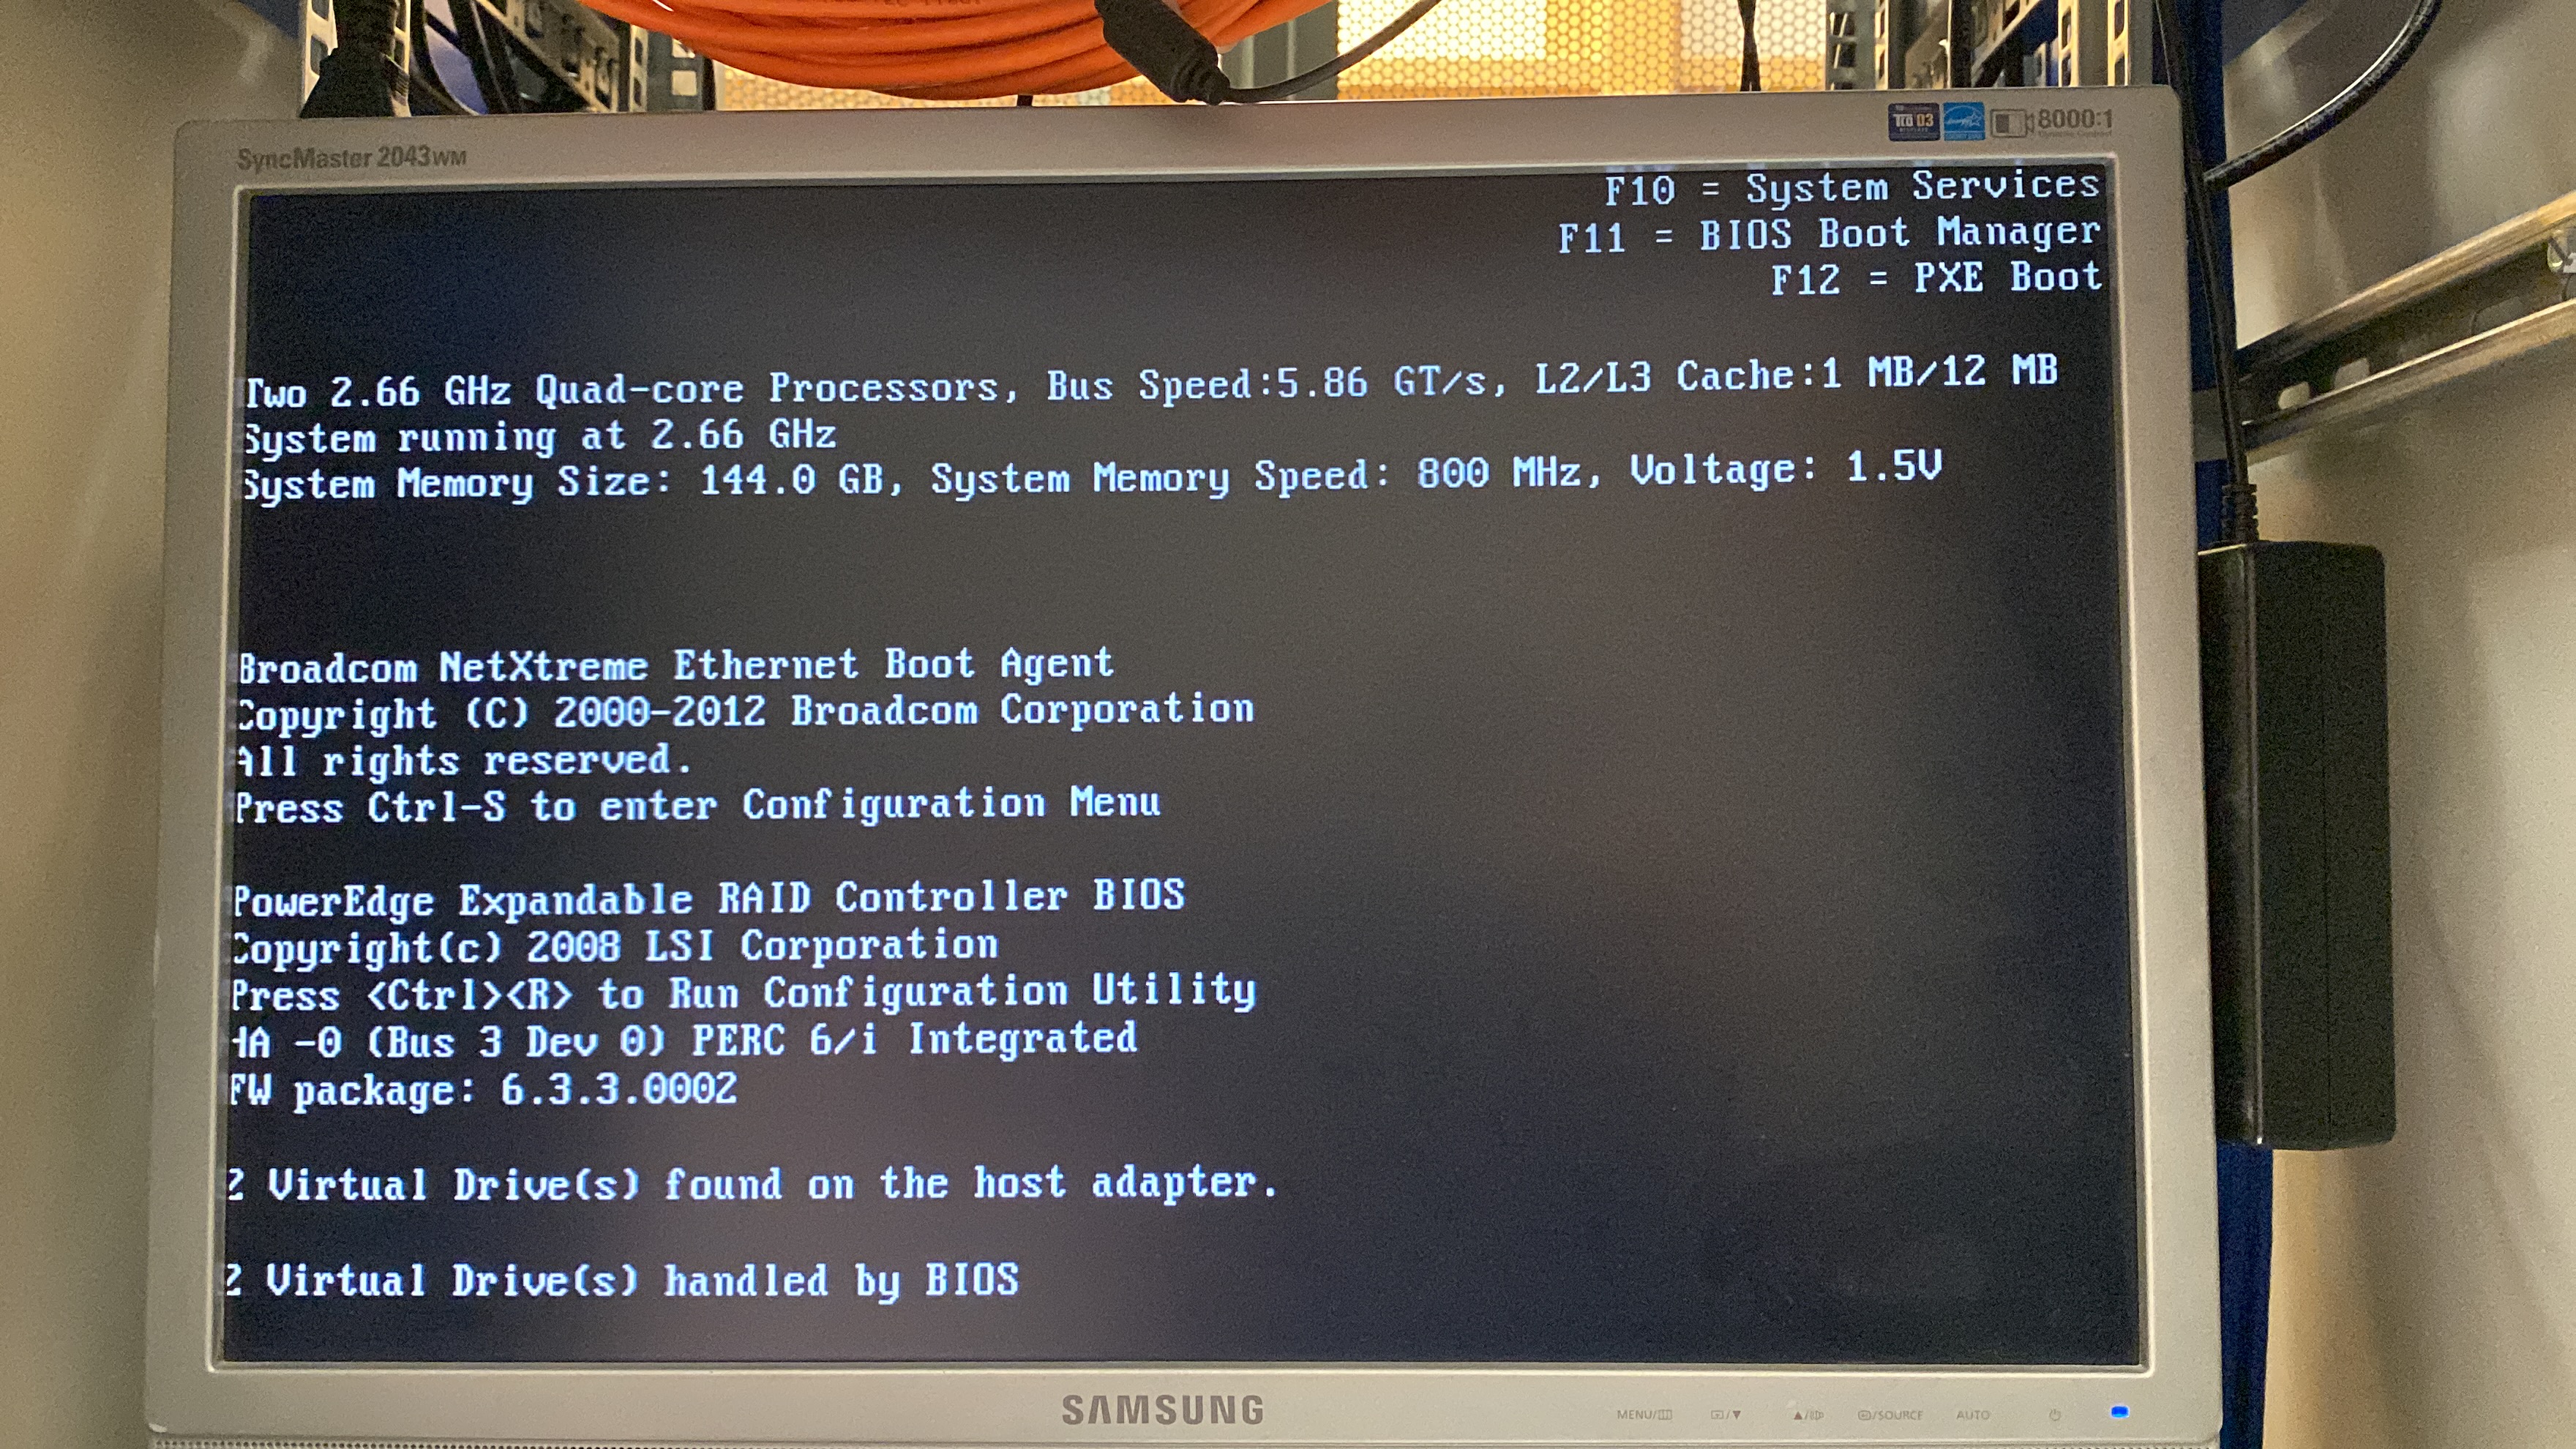 SyncMaster 2043WM
TCO 03
8000:1
F10 = System Services
F11 = BIOS Boot Manager
F12 = PXE Boot
Two 2.66 GHz Quad-core Processors, Bus Speed:5.86 GT/s, L2/L3 Cache:1 MB/12 MB
System running at 2.66 GHz
System Memory Size: 144.0 GB, System Memory Speed: 800 MHz, Voltage: 1.5V
Broadcom NetXtreme Ethernet Boot Agent
Copyright (C) 2000-2012 Broadcom Corporation
All rights reserved.
Press Ctrl-S to enter Configuration Menu
PowerEdge Expandable RAID Controller BIOS
Copyright(c) 2008 LSI Corporation
Press <Ctrl><R> to Run Configuration Utility
HA -0 (Bus 3 Dev 0) PERC 6/i Integrated
FW package: 6.3.3.0002
2 Virtual Drive(s) found on the host adapter.
2 Virtual Drive(s) handled by BIOS
SAMSUNG
MENU/ /SOURCE AUTO